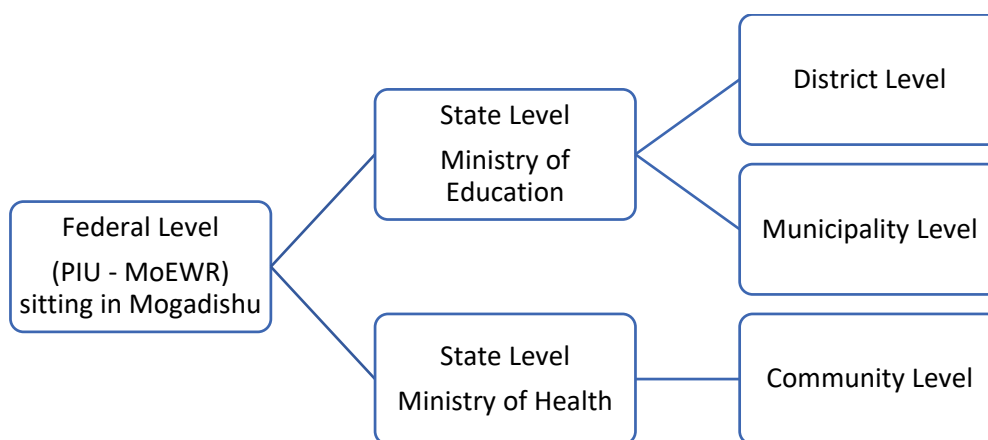 Federal Level
(PIU - MoEWR)
sitting in Mogadishu
State Level
Ministry of
Education
State Level
Ministry of Health
District Level
Municipality Level
Community Level